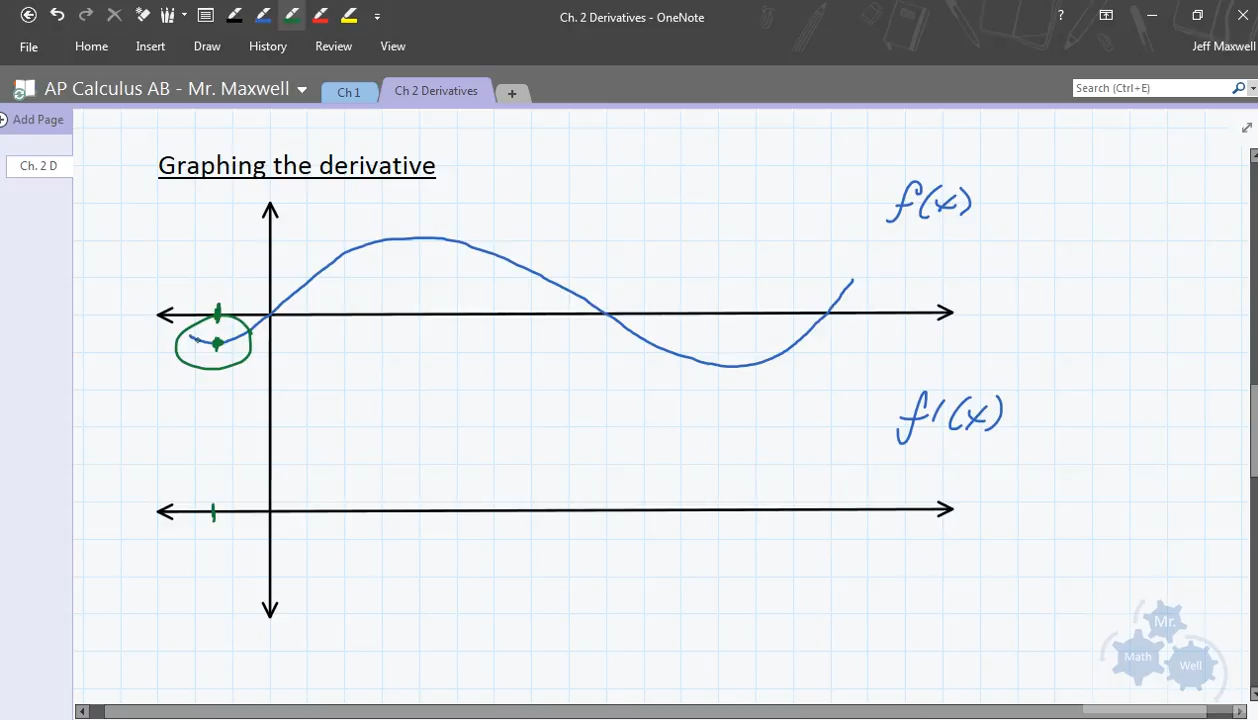 Ch. 2 Derivatives - OneNote
?
File
Home
Insert
Draw
History
Review
View
Jeff Maxwell
AP Calculus AB - Mr. Maxwell
Ch 1
Ch 2 Derivatives
+
Search (Ctrl+E)
Add Page
Ch. 2 D
Graphing the derivative
f(x)
f'(x)
Mr.
Math
Well